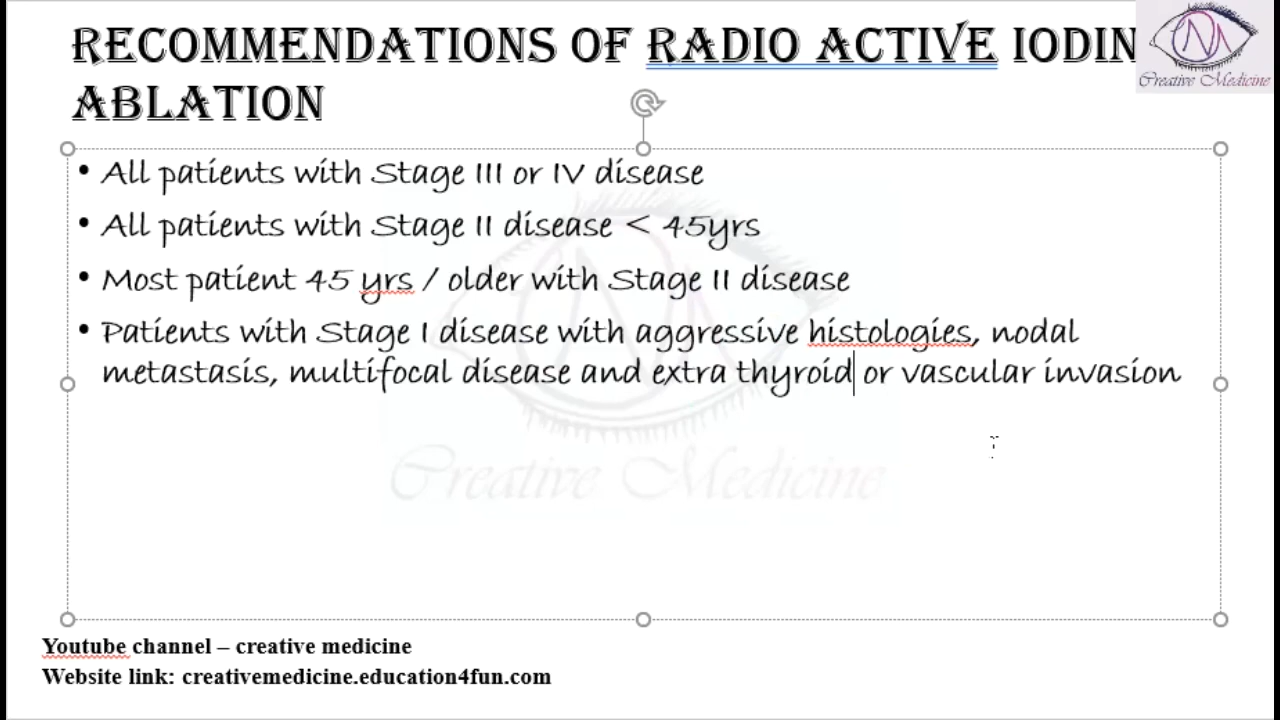 RECOMMENDATIONS OF RADIO ACTIVE IODIN
ABLATION
Creative Medicine
• All patients with Stage III or IV disease
• All patients with Stage II disease < 45yrs
• Most patient 45 yrs / older with Stage II disease
• Patients with Stage I disease with aggressive histologies, nodal
metastasis, multifocal disease and extra thyroid or vascular invasion
Creative Medicine
Youtube channel – creative medicine
Website link: creativemedicine.education4fun.com